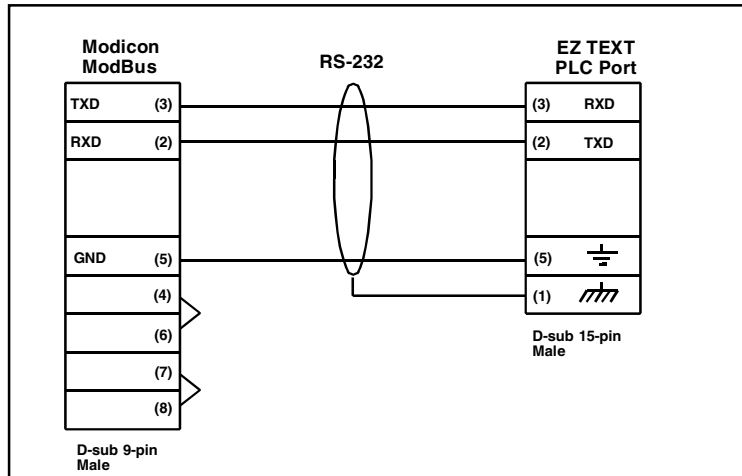 Modicon
ModBus
RS-232
EZ TEXT
PLC Port
TXD (3)
(3) RXD
RXD (2)
(2) TXD
GND (5)
(5)
(4)
(1)
(6)
(7)
(8)
D-sub 15-pin
Male
D-sub 9-pin
Male